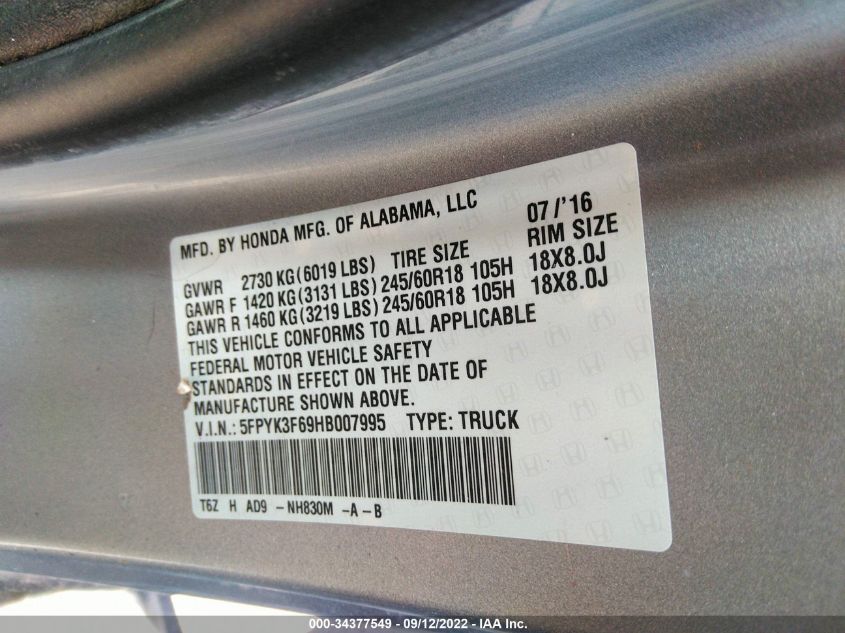 MFD. BY HONDA MFG. OF ALABAMA, LLC 07/'16
GVWR 2730 KG(6019 LBS) TIRE SIZE RIM SIZE
GAWR F 1420 KG(3131 LBS) 245/60R18 105H 18X8.0J
GAWR R 1460 KG(3219 LBS) 245/60R18 105H 18X8.0J
THIS VEHICLE CONFORMS TO ALL APPLICABLE
FEDERAL MOTOR VEHICLE SAFETY
STANDARDS IN EFFECT ON THE DATE OF
MANUFACTURE SHOWN ABOVE.
V.I.N.: 5FPYK3F69HB007995 TYPE: TRUCK
T6Z H AD9 -NH830M -A-B
000-34377549 - 09/12/2022 - IAA Inc.